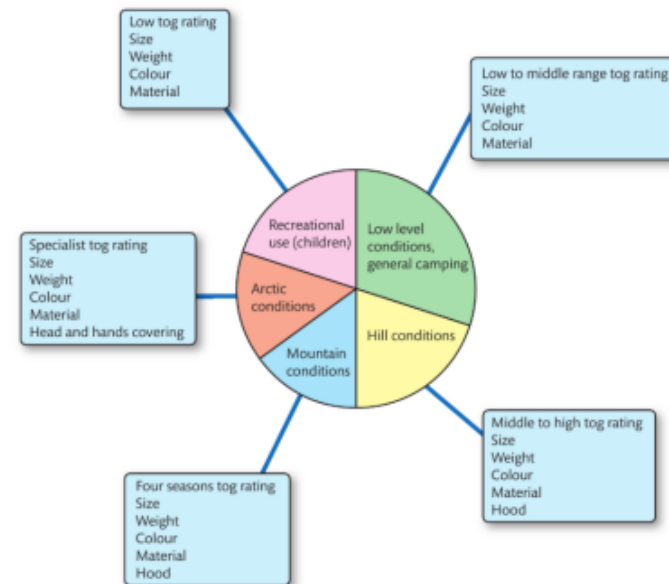 Low tog rating
Size
Weight
Colour
Material
Low to middle range tog rating
Size
Weight
Colour
Material
Recreational
use (children)
Low level
conditions,
general camping
Specialist tog rating
Size
Weight
Colour
Material
Head and hands covering
Arctic
conditions
Hill conditions
Mountain
conditions
Middle to high tog rating
Size
Weight
Colour
Material
Hood
Four seasons tog rating
Size
Weight
Colour
Material
Hood